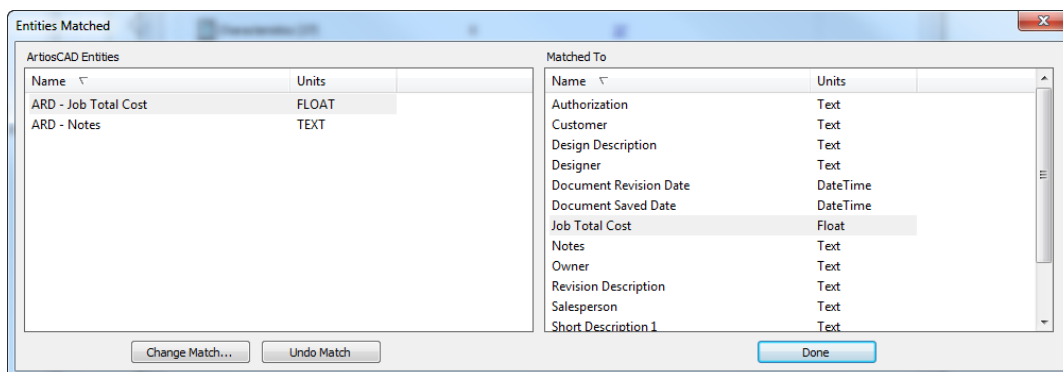 Entities Matched
ArtiosCAD Entities
Name Units
ARD - Job Total Cost FLOAT
ARD - Notes TEXT
Change Match... Undo Match
Matched To
Name Units
Authorization Text
Customer Text
Design Description Text
Designer Text
Document Revision Date DateTime
Document Saved Date DateTime
Job Total Cost Float
Notes Text
Owner Text
Revision Description Text
Salesperson Text
Short Description 1 Text
Done